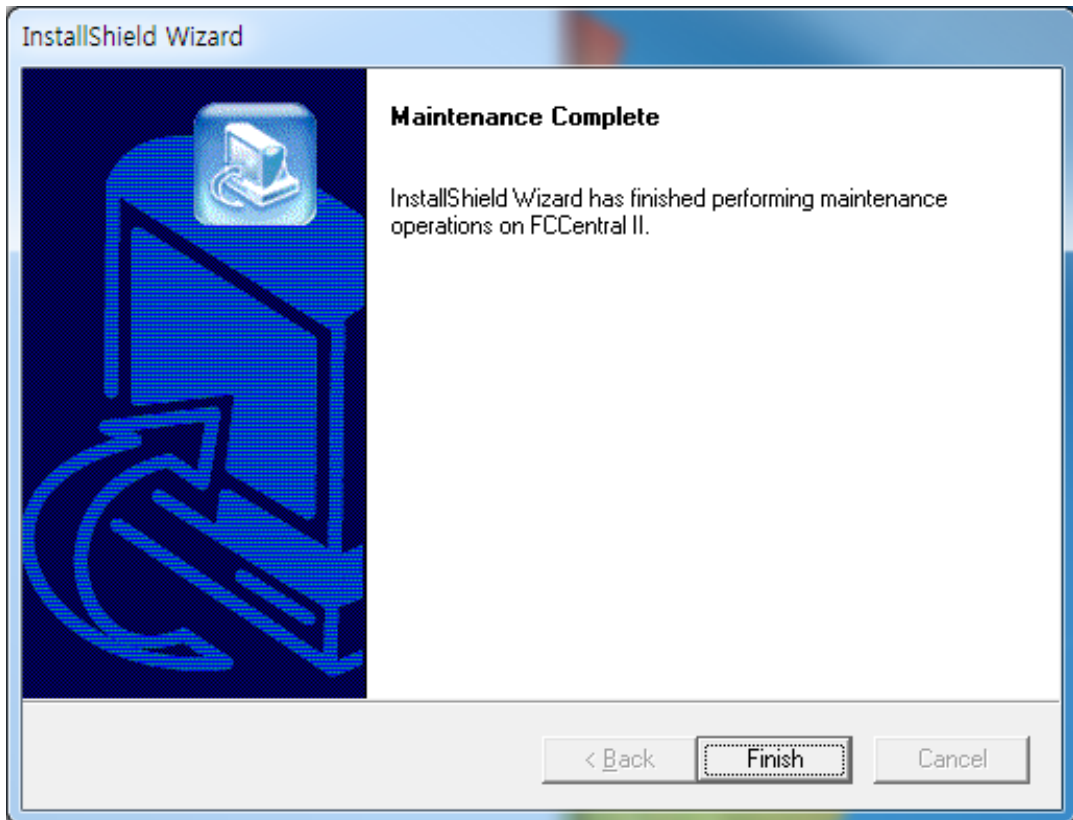 InstallShield Wizard
Maintenance Complete
InstallShield Wizard has finished performing maintenance
operations on FCCentral II.
< Back
Finish
Cancel